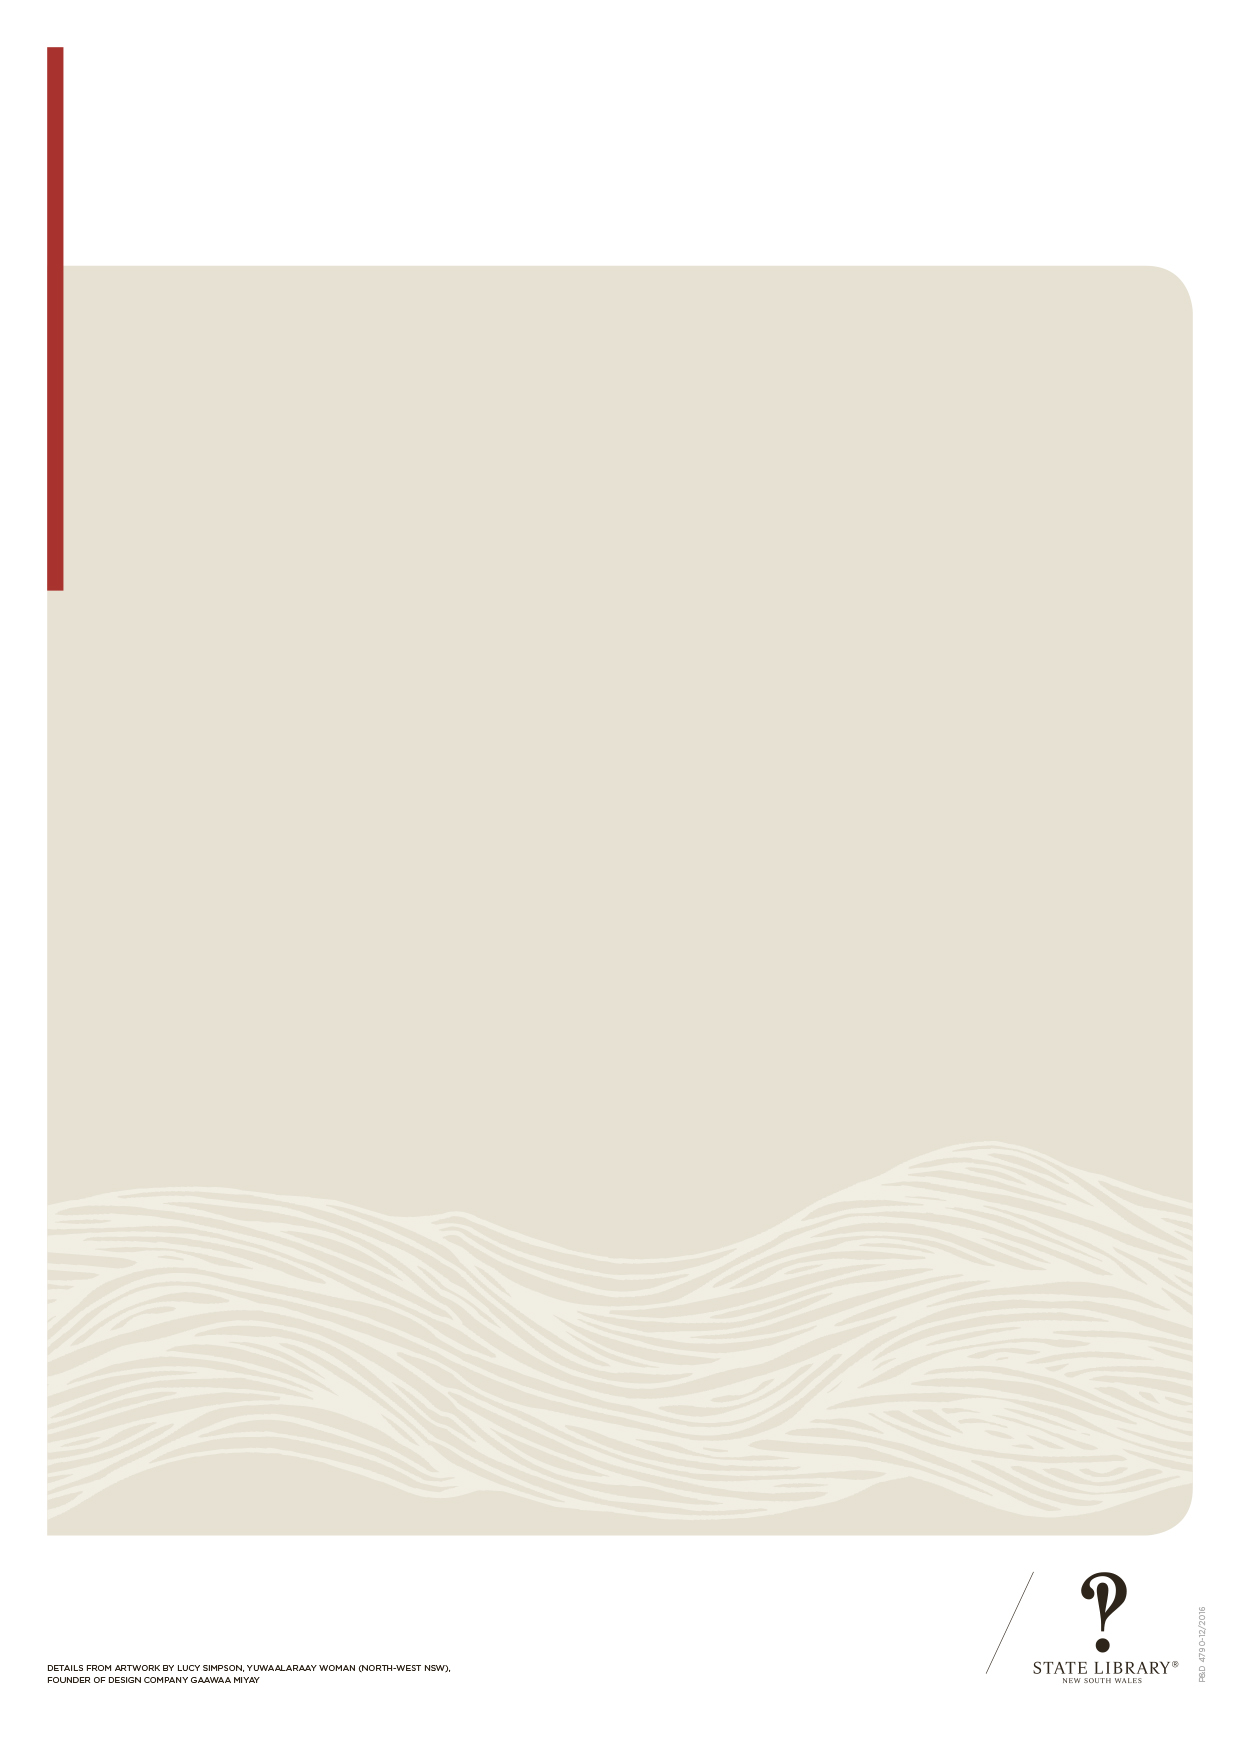 DETAILS FROM ARTWORK BY LUCY SIMPSON, YUWAALARAAY WOMAN (NORTH-WEST NSW),
FOUNDER OF DESIGN COMPANY GAAWAA MIYAY
STATE LIBRARY®
NEW SOUTH WALES
P&D 4790-12/2016